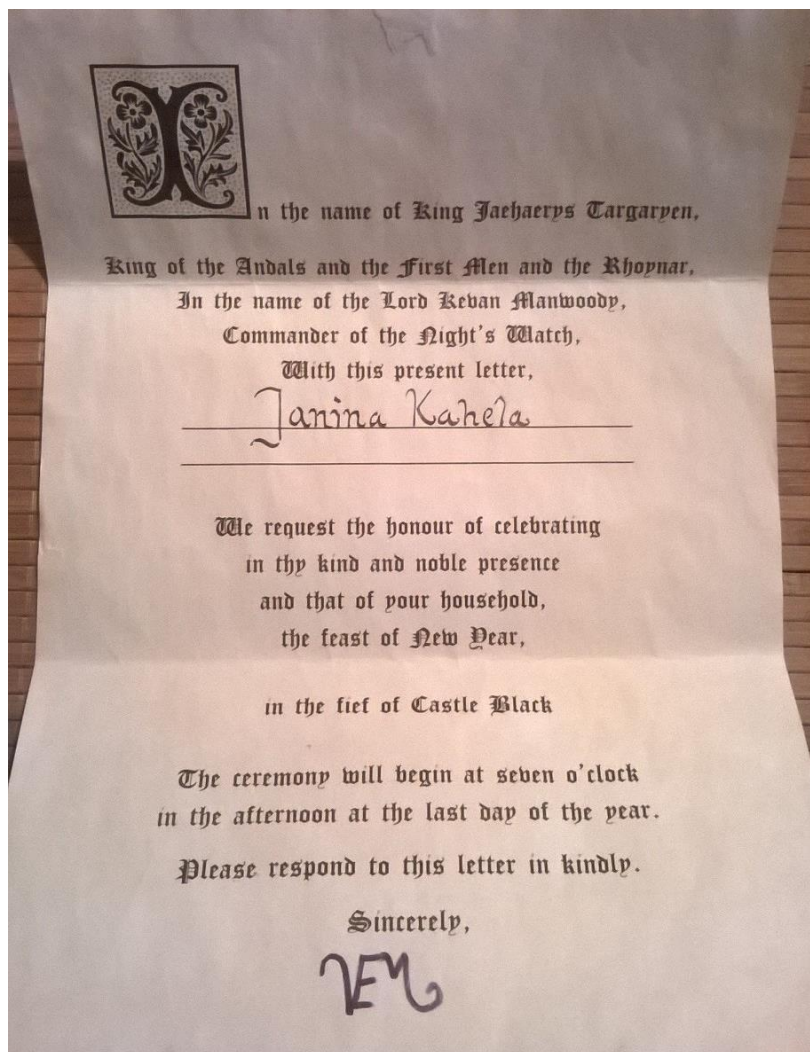 In the name of King Jaehaerys Targaryen,
King of the Andals and the First Men and the Rhoynar,
In the name of the Lord Kevan Manwoody,
Commander of the Night's Watch,
With this present letter,
Janina Kahela
We request the honour of celebrating
in thy kind and noble presence
and that of your household,
the feast of New Year,
in the fief of Castle Black
The ceremony will begin at seven o'clock
in the afternoon at the last day of the year.
Please respond to this letter in kindly.
Sincerely,